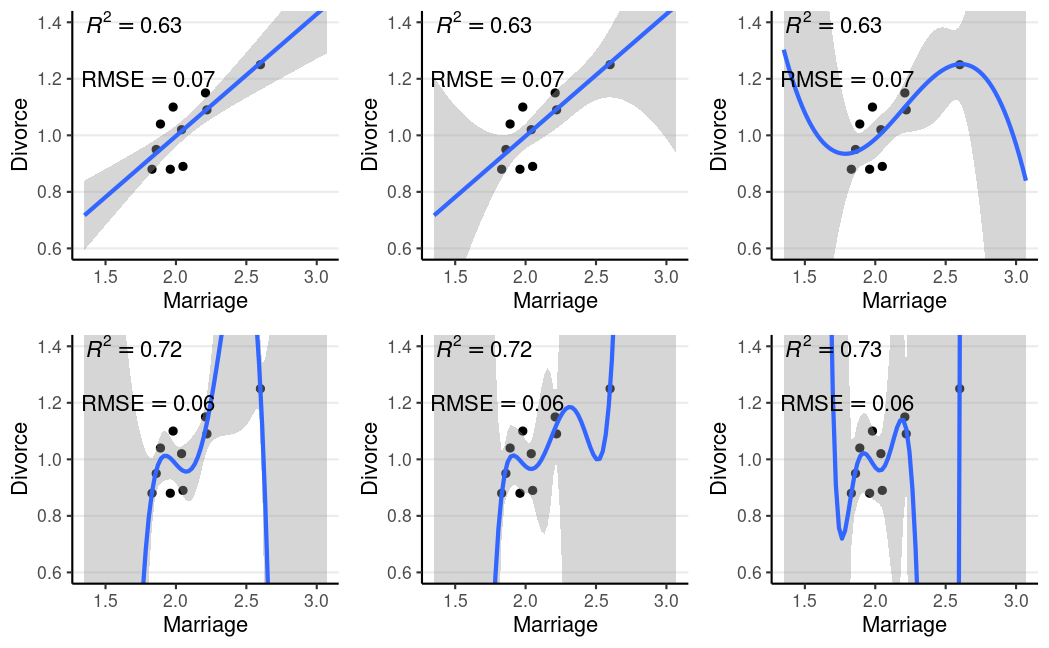 R² = 0.63
RMSE = 0.07
Divorce
1.4
1.2
1.0
0.8
0.6
1.5 2.0 2.5 3.0
Marriage
R² = 0.63
RMSE = 0.07
Divorce
1.4
1.2
1.0
0.8
0.6
1.5 2.0 2.5 3.0
Marriage
R² = 0.63
RMSE = 0.07
Divorce
1.4
1.2
1.0
0.8
0.6
1.5 2.0 2.5 3.0
Marriage
R² = 0.72
RMSE = 0.06
Divorce
1.4
1.2
1.0
0.8
0.6
1.5 2.0 2.5 3.0
Marriage
R² = 0.72
RMSE = 0.06
Divorce
1.4
1.2
1.0
0.8
0.6
1.5 2.0 2.5 3.0
Marriage
R² = 0.73
RMSE = 0.06
Divorce
1.4
1.2
1.0
0.8
0.6
1.5 2.0 2.5 3.0
Marriage